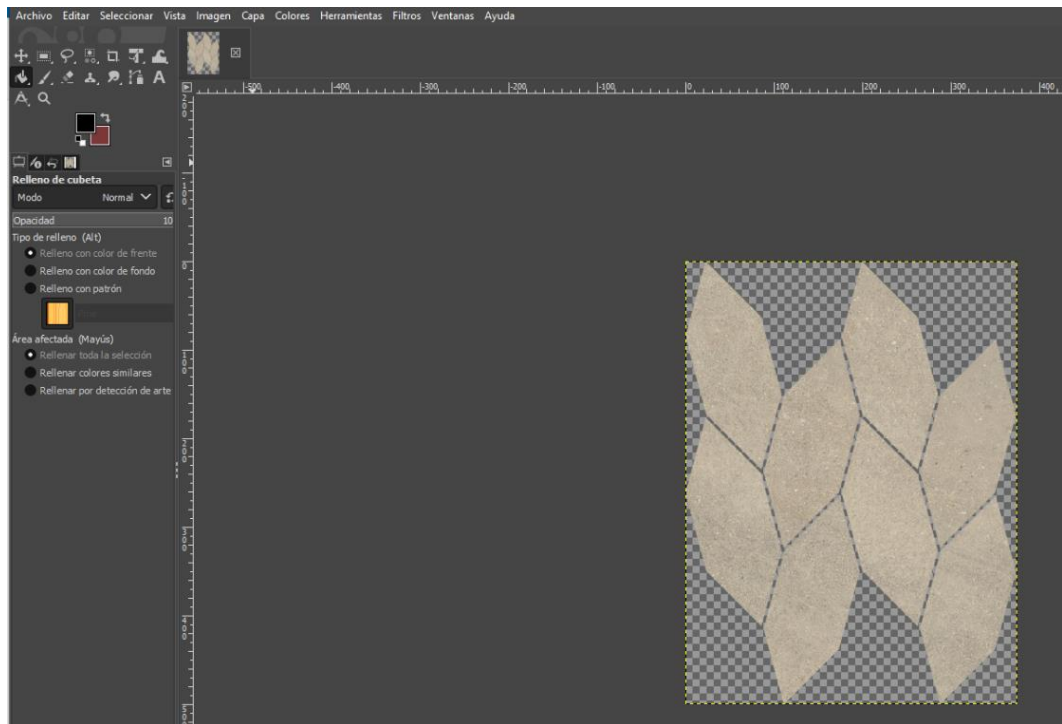 Archivo Editar Seleccionar Vista Imagen Capa Colores Herramientas Filtros Ventanas Ayuda
-500 -400 -300 -200 -100 0 100 200 300 400
Relleno de cubeta
Modo Normal
Opacidad 10
Tipo de relleno (Alt)
Relleno con color de frente
Relleno con color de fondo
Relleno con patrón
Área afectada (Mayús)
Rellenar toda la selección
Rellenar colores similares
Rellenar por detección de arte